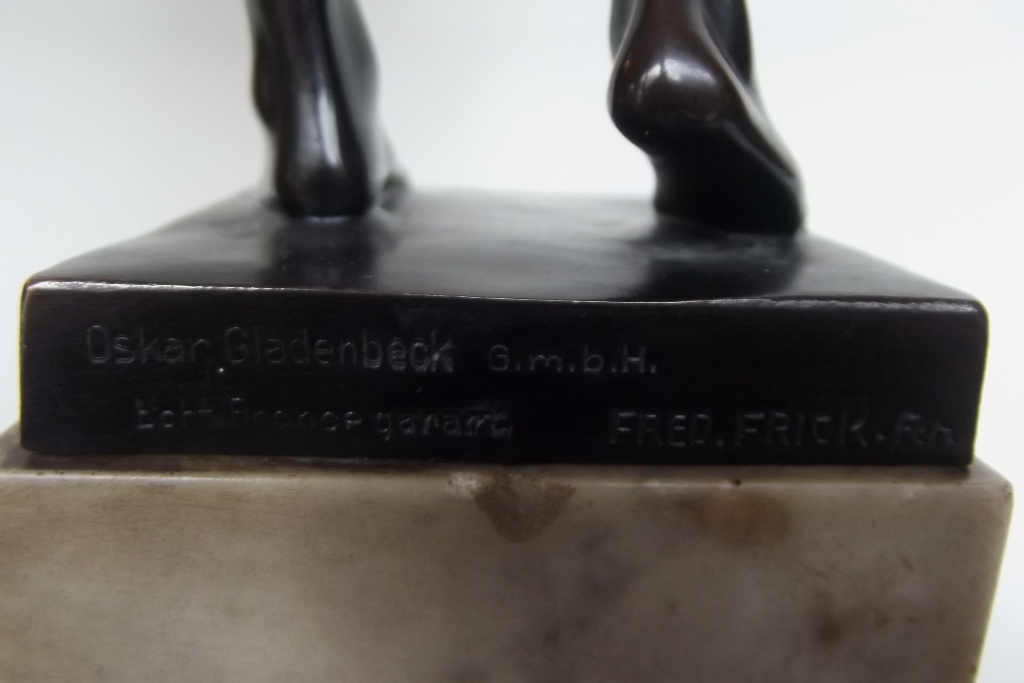 Oskar Gladenbeck G.m.b.H.
Echt Bronce garant. FRED. FRICK. fec.